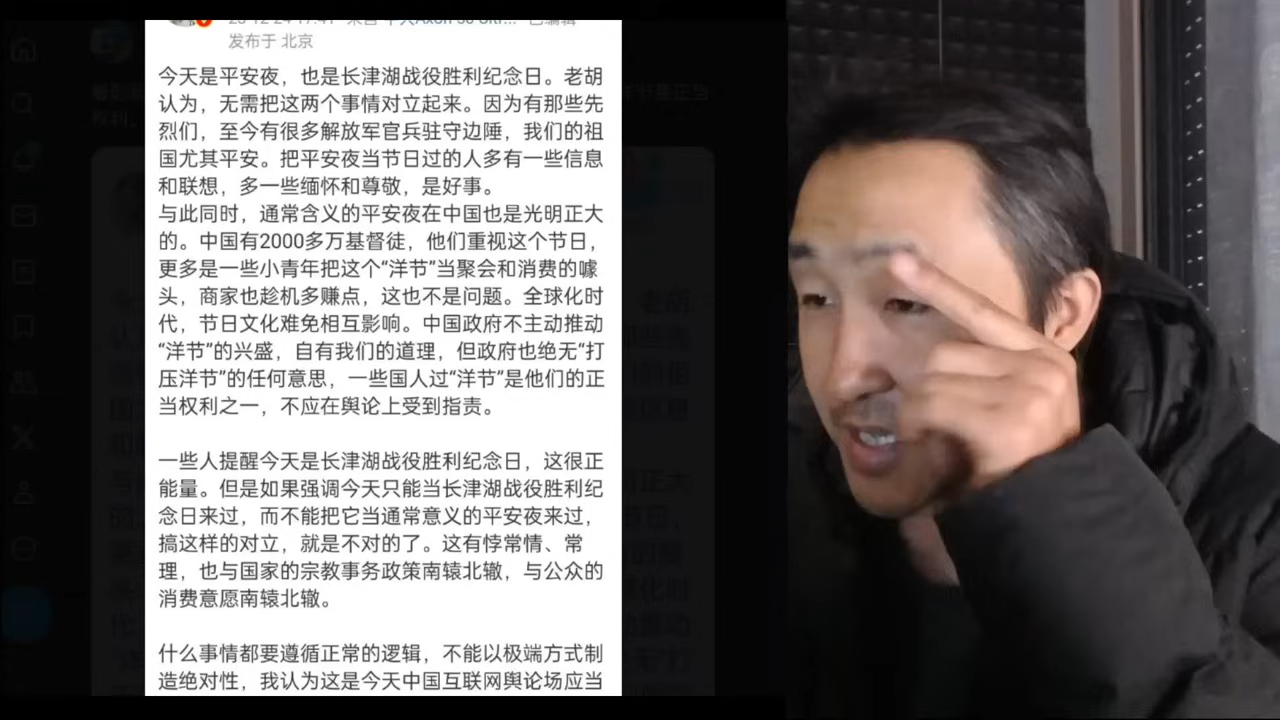 发布于 北京
今天是平安夜，也是长津湖战役胜利纪念日。老胡
认为，无需把这两个事情对立起来。因为有那些先
烈们，至今有很多解放军官兵驻守边陲，我们的祖
国尤其平安。把平安夜当节日过的人多有一些信息
和联想，多一些缅怀和尊敬，是好事。
与此同时，通常含义的平安夜在中国也是光明正大
的。中国有2000多万基督徒，他们重视这个节日，
更多是一些小青年把这个“洋节”当聚会和消费的噱
头，商家也趁机多赚点，这也不是问题。全球化时
代，节日文化难免相互影响。中国政府不主动推动
“洋节”的兴盛，自有我们的道理，但政府也绝无“打
压洋节”的任何意思，一些国人过“洋节”是他们的正
当权利之一，不应在舆论上受到指责。
一些人提醒今天是长津湖战役胜利纪念日，这很正
能量。但是如果强调今天只能当长津湖战役胜利纪
念日来过，而不能把它当通常意义的平安夜来过，
搞这样的对立，就是不对的了。这有悖常情、常
理，也与国家的宗教事务政策南辕北辙，与公众的
消费意愿南辕北辙。
什么事情都要遵循正常的逻辑，不能以极端方式制
造绝对性，我认为这是今天中国互联网舆论场应当